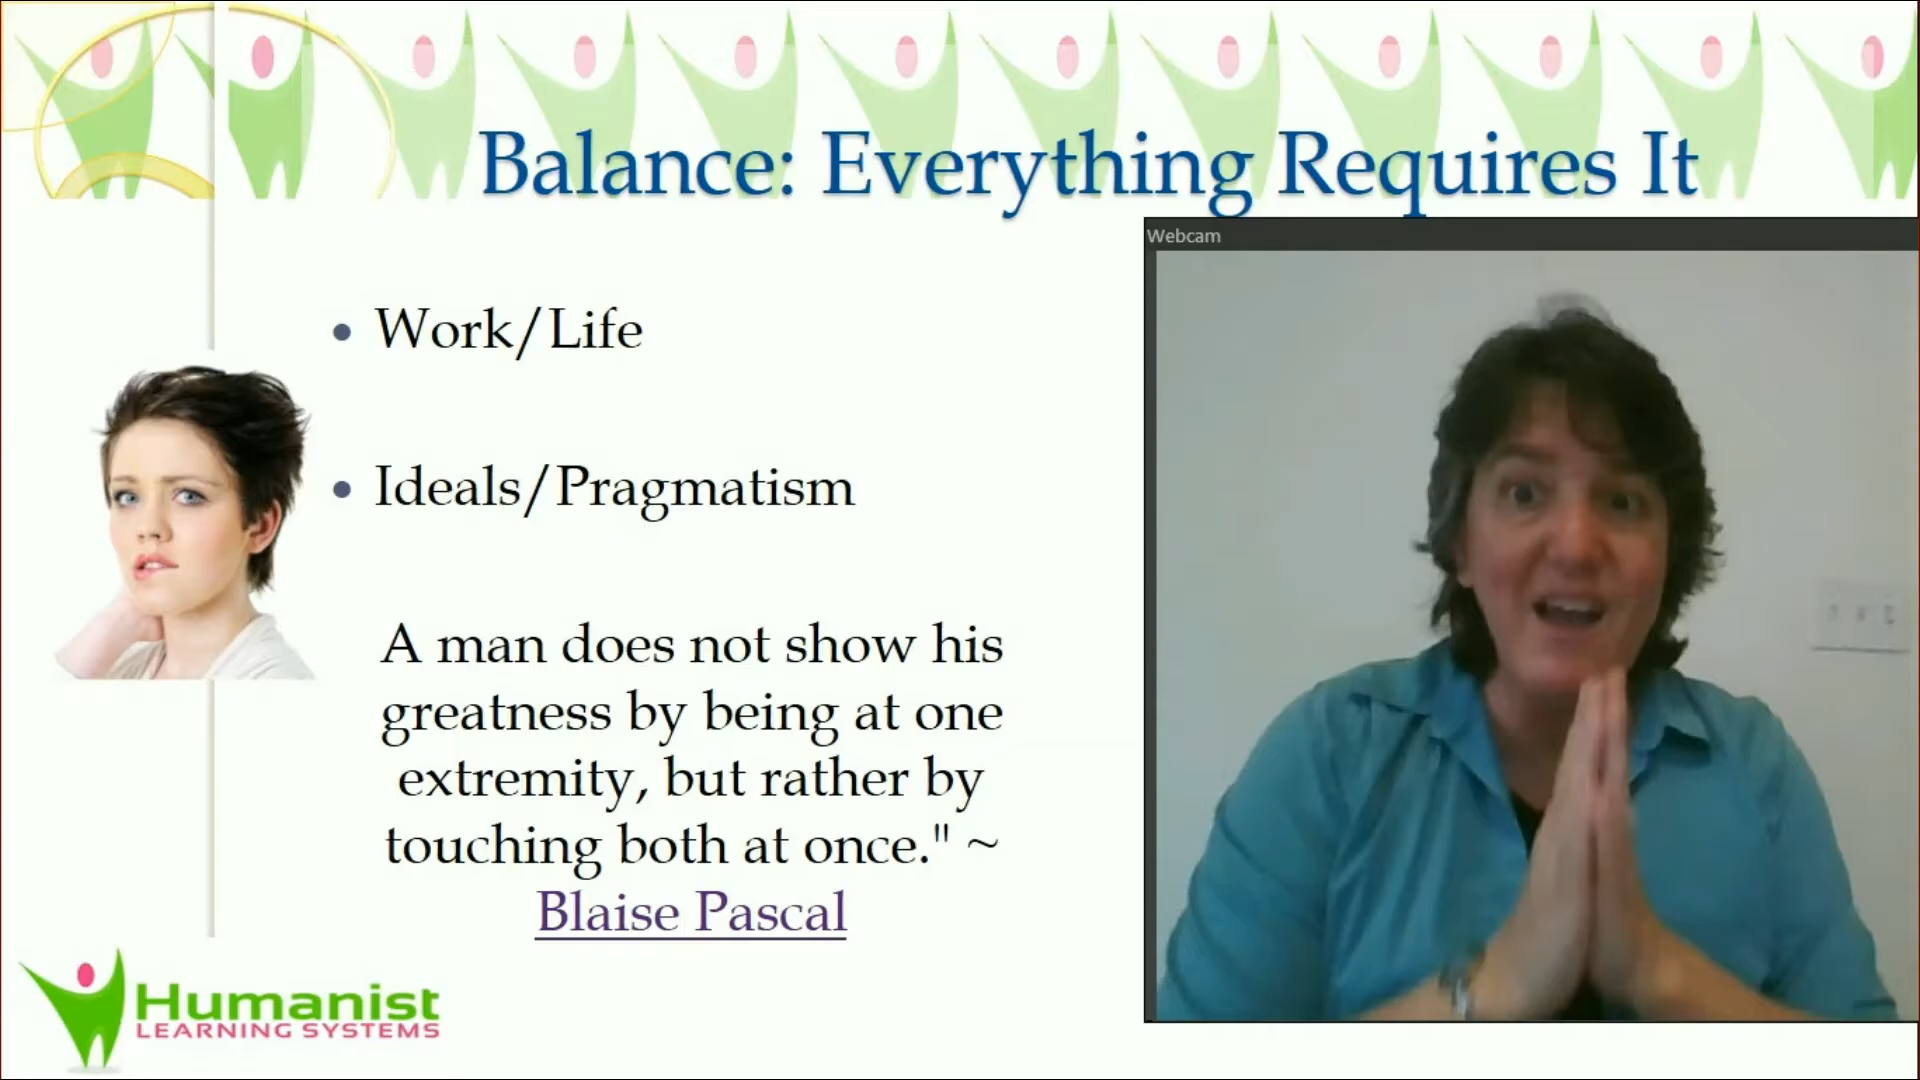 Balance: Everything Requires It
Webcam
• Work/Life
• Ideals/Pragmatism
A man does not show his
greatness by being at one
extremity, but rather by
touching both at once." ~
Blaise Pascal
Humanist
LEARNING SYSTEMS